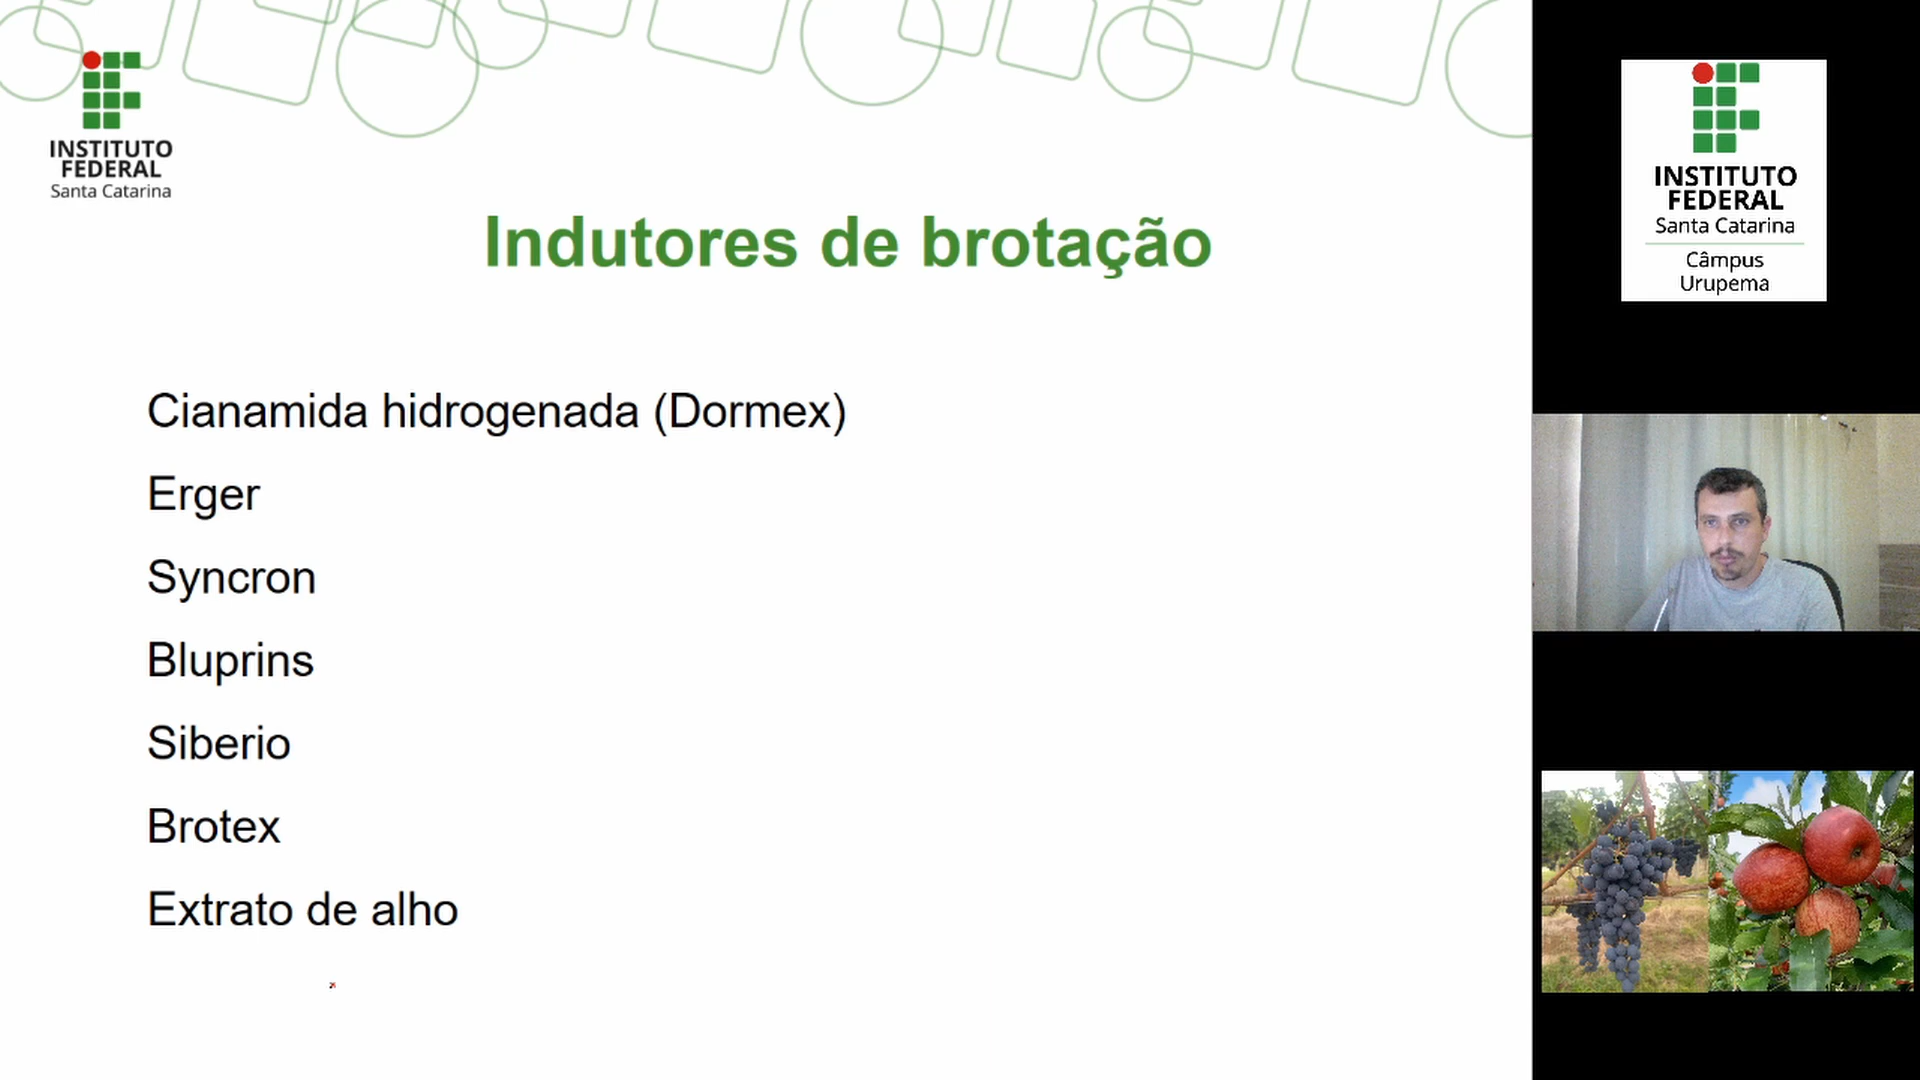 INSTITUTO
FEDERAL
Santa Catarina
Indutores de brotação
Cianamida hidrogenada (Dormex)
Erger
Syncron
Bluprins
Siberio
Brotex
Extrato de alho
INSTITUTO
FEDERAL
Santa Catarina
Câmpus
Urupema